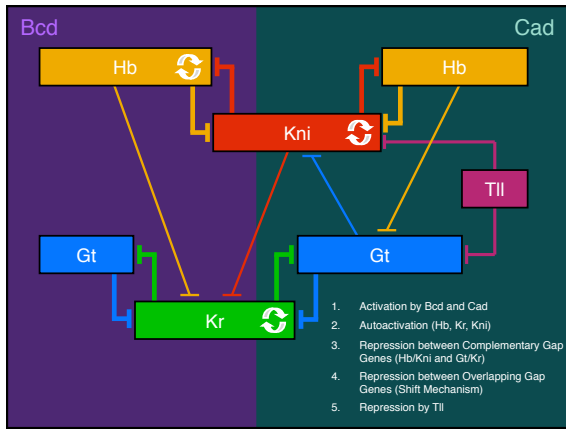 Bcd
Cad
Hb
Hb
Kni
Tll
Gt
Gt
Kr
1. Activation by Bcd and Cad
2. Autoactivation (Hb, Kr, Kni)
3. Repression between Complementary Gap
Genes (Hb/Kni and Gt/Kr)
4. Repression between Overlapping Gap
Genes (Shift Mechanism)
5. Repression by Tll